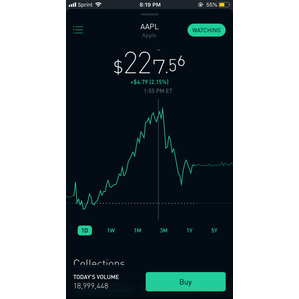 Sprint 8:19 PM 55%
AAPL
Apple
WATCHING
$227.56
+$4.79 (2.15%)
1:55 PM ET
1D 1W 1M 3M 1Y 5Y
Collections
TODAY'S VOLUME
18,999,448
Buy